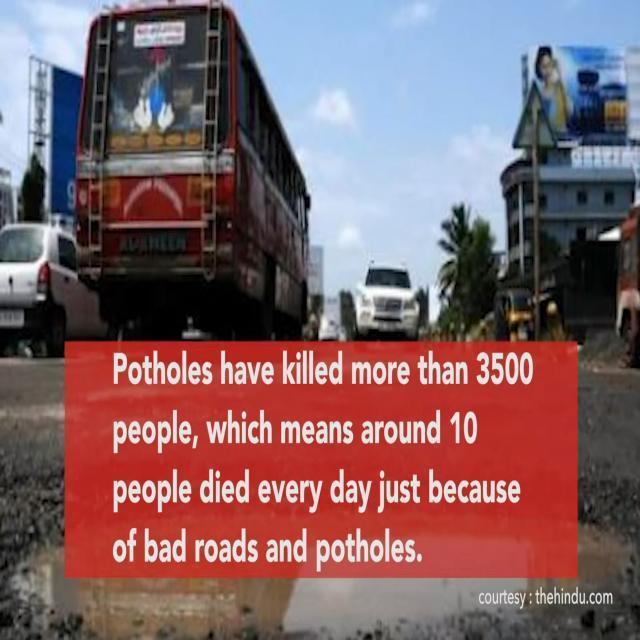 Potholes have killed more than 3500
people, which means around 10
people died every day just because
of bad roads and potholes.
courtesy : thehindu.com